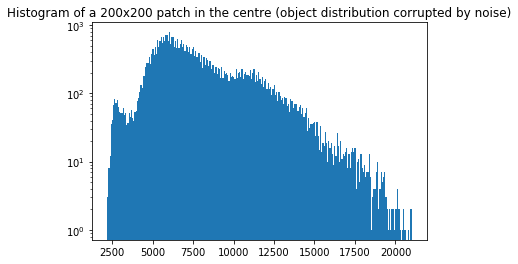 Histogram of a 200x200 patch in the centre (object distribution corrupted by noise)
10³
10²
10¹
10⁰
2500 5000 7500 10000 12500 15000 17500 20000